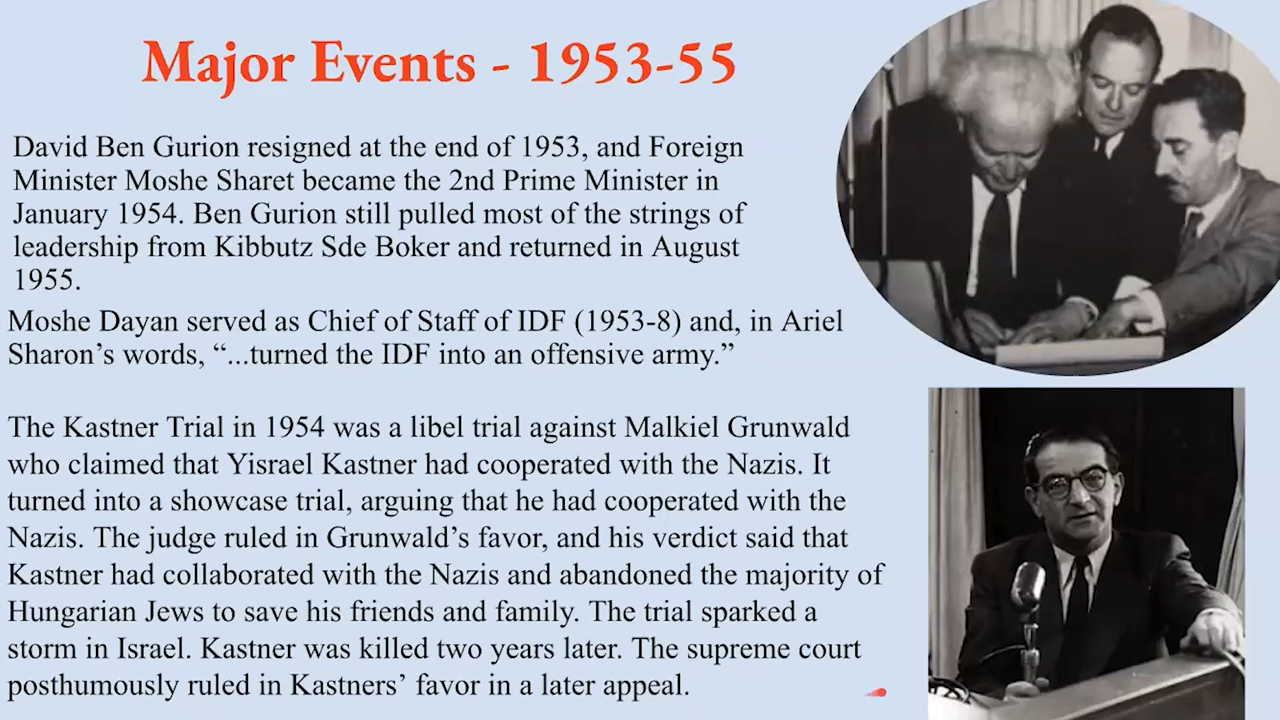 Major Events - 1953-55
David Ben Gurion resigned at the end of 1953, and Foreign
Minister Moshe Sharet became the 2nd Prime Minister in
January 1954. Ben Gurion still pulled most of the strings of
leadership from Kibbutz Sde Boker and returned in August
1955.
Moshe Dayan served as Chief of Staff of IDF (1953-8) and, in Ariel
Sharon’s words, “...turned the IDF into an offensive army.”
The Kastner Trial in 1954 was a libel trial against Malkiel Grunwald
who claimed that Yisrael Kastner had cooperated with the Nazis. It
turned into a showcase trial, arguing that he had cooperated with the
Nazis. The judge ruled in Grunwald’s favor, and his verdict said that
Kastner had collaborated with the Nazis and abandoned the majority of
Hungarian Jews to save his friends and family. The trial sparked a
storm in Israel. Kastner was killed two years later. The supreme court
posthumously ruled in Kastners’ favor in a later appeal.